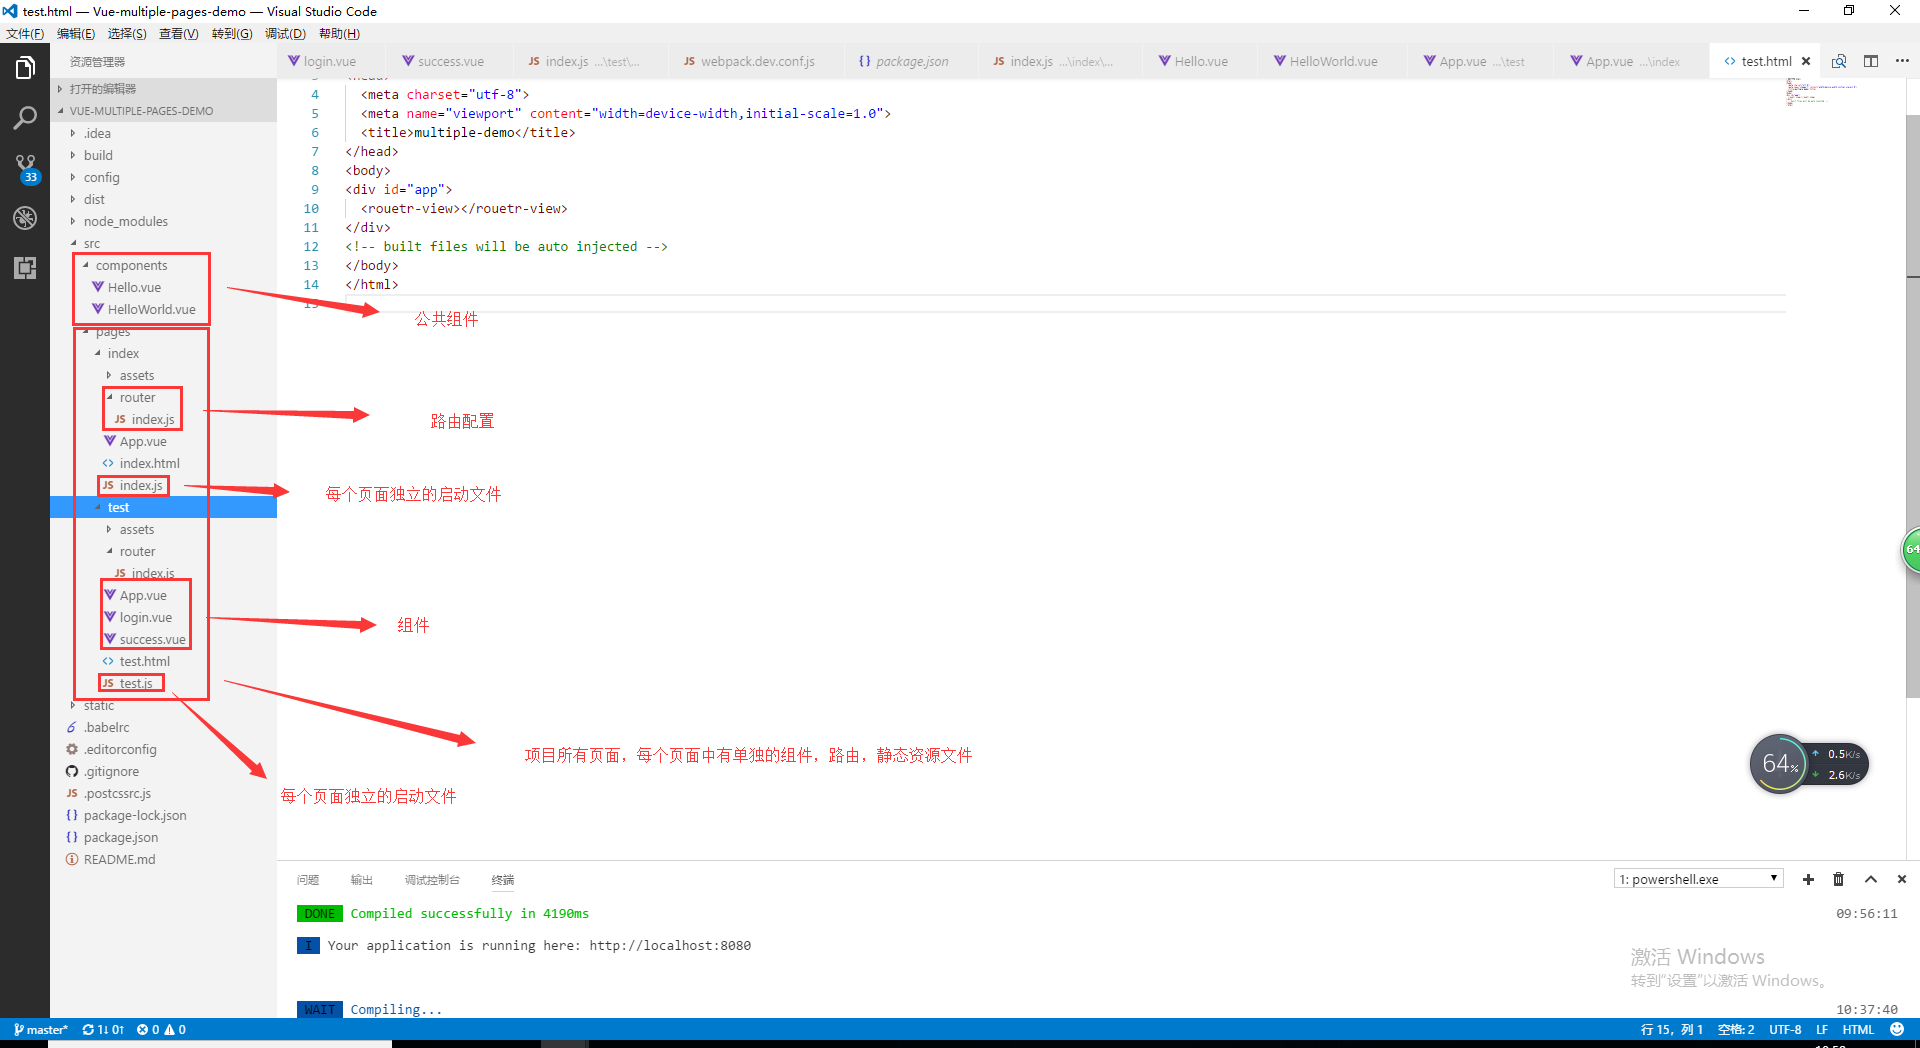 test.html — Vue-multiple-pages-demo — Visual Studio Code
文件(F) 编辑(E) 选择(S) 查看(V) 转到(G) 调试(D) 帮助(H)
资源管理器
打开的编辑器
VUE-MULTIPLE-PAGES-DEMO
.idea
build
config
dist
node_modules
src
components
Hello.vue
HelloWorld.vue
pages
index
assets
router
JS index.js
App.vue
<> index.html
JS index.js
test
assets
router
JS index.js
App.vue
login.vue
success.vue
<> test.html
JS test.js
static
.babelrc
.editorconfig
.gitignore
JS .postcssrc.js
{} package-lock.json
{} package.json
README.md
33
login.vue
success.vue
JS index.js ...\test\...
JS webpack.dev.conf.js
{} package.json
JS index.js ...\index\...
Hello.vue
HelloWorld.vue
App.vue ...\test
App.vue ...\index
<> test.html
3 <head>
4 <meta charset="utf-8">
5 <meta name="viewport" content="width=device-width,initial-scale=1.0">
6 <title>multiple-demo</title>
7 </head>
8 <body>
9 <div id="app">
10 <rouetr-view></rouetr-view>
11 </div>
12 <!-- built files will be auto injected -->
13 </body>
14 </html>
15
公共组件
路由配置
每个页面独立的启动文件
组件
项目所有页面，每个页面中有单独的组件，路由，静态资源文件
每个页面独立的启动文件
64
64%
0.5K/s
2.6K/s
问题 输出 调试控制台 终端
1: powershell.exe
DONE Compiled successfully in 4190ms
09:56:11
I Your application is running here: http://localhost:8080
激活 Windows
转到“设置”以激活 Windows。
WAIT Compiling...
10:37:40
master* 1↓ 0↑ 0 0
行 15，列 1 空格: 2 UTF-8 LF HTML